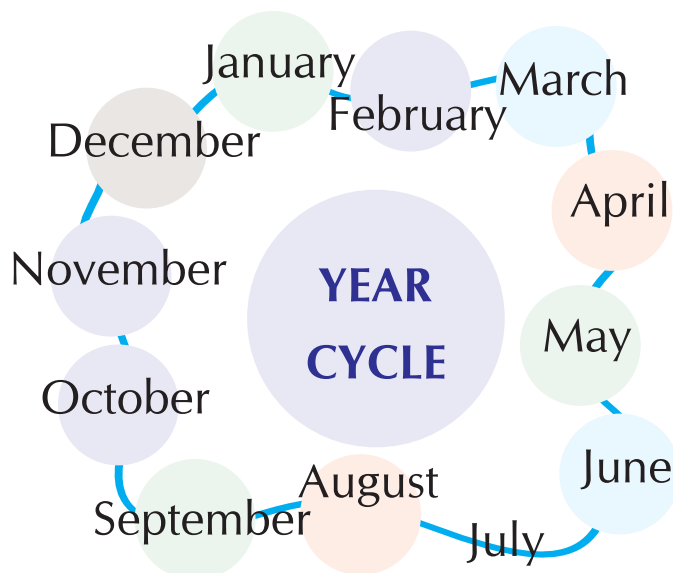 January
February
March
April
May
June
July
August
September
October
November
December
YEAR
CYCLE